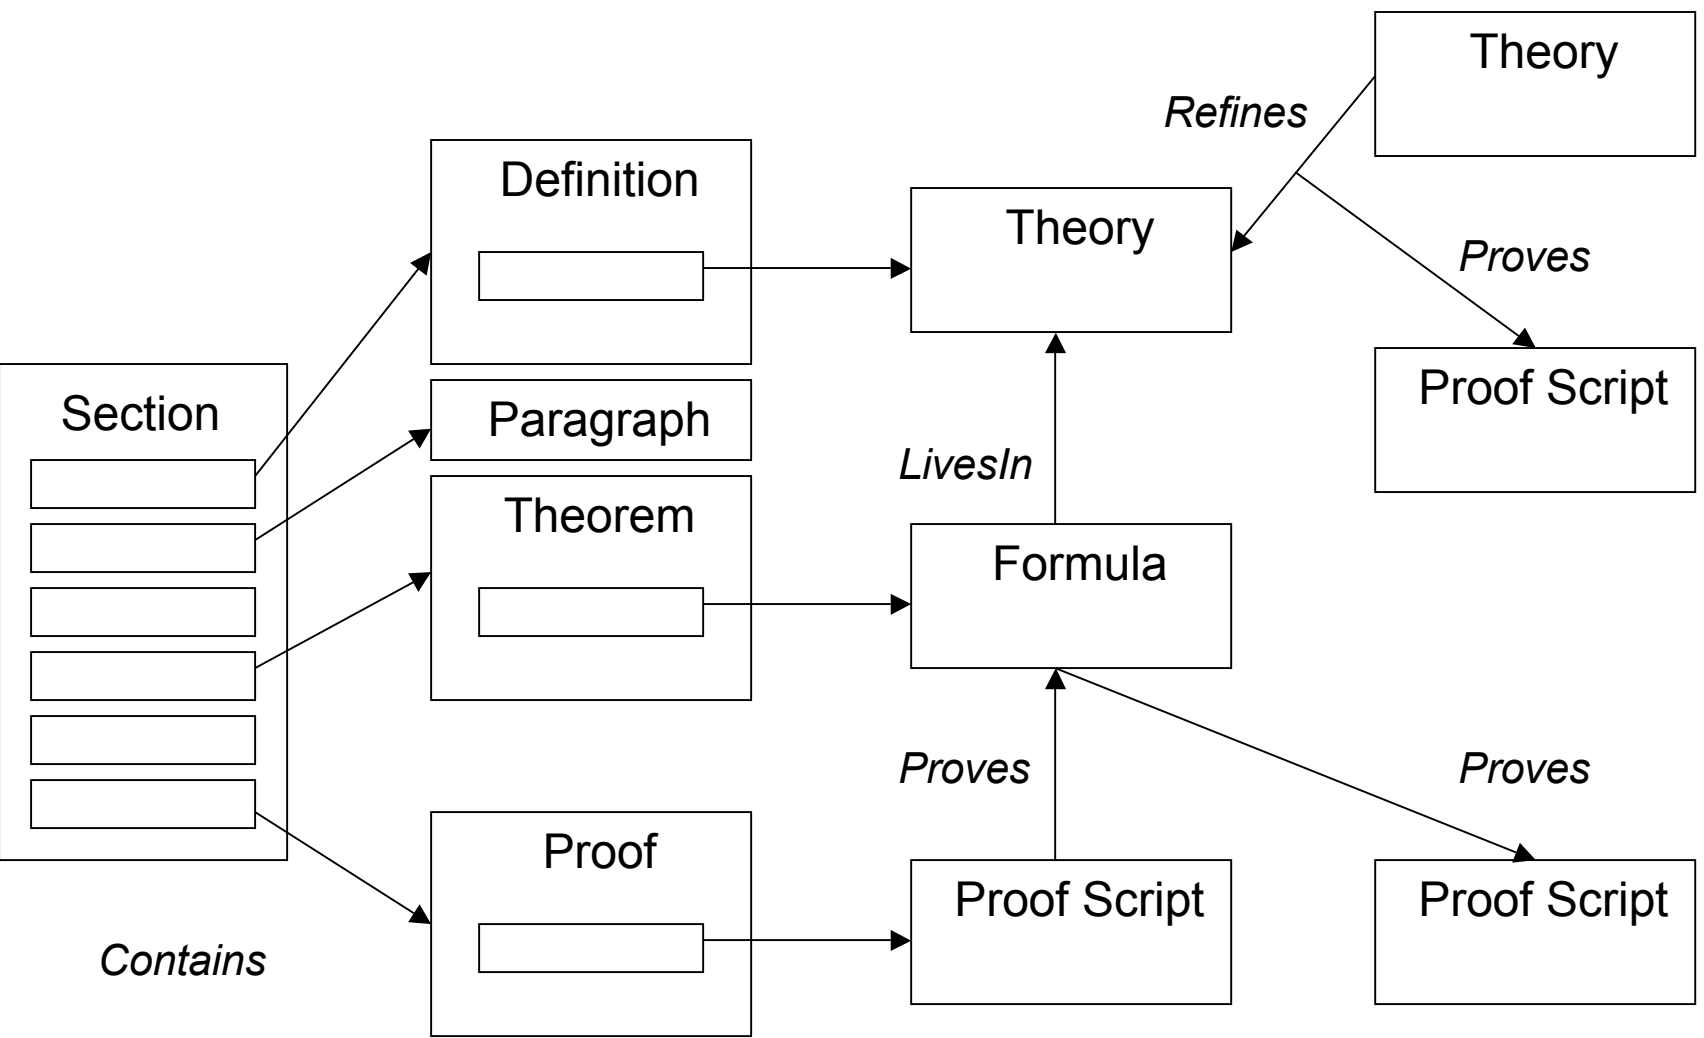 Theory
Refines
Definition
Theory
Proves
Proof Script
Section
Paragraph
LivesIn
Theorem
Formula
Proves
Proves
Proof
Proof Script
Proof Script
Contains